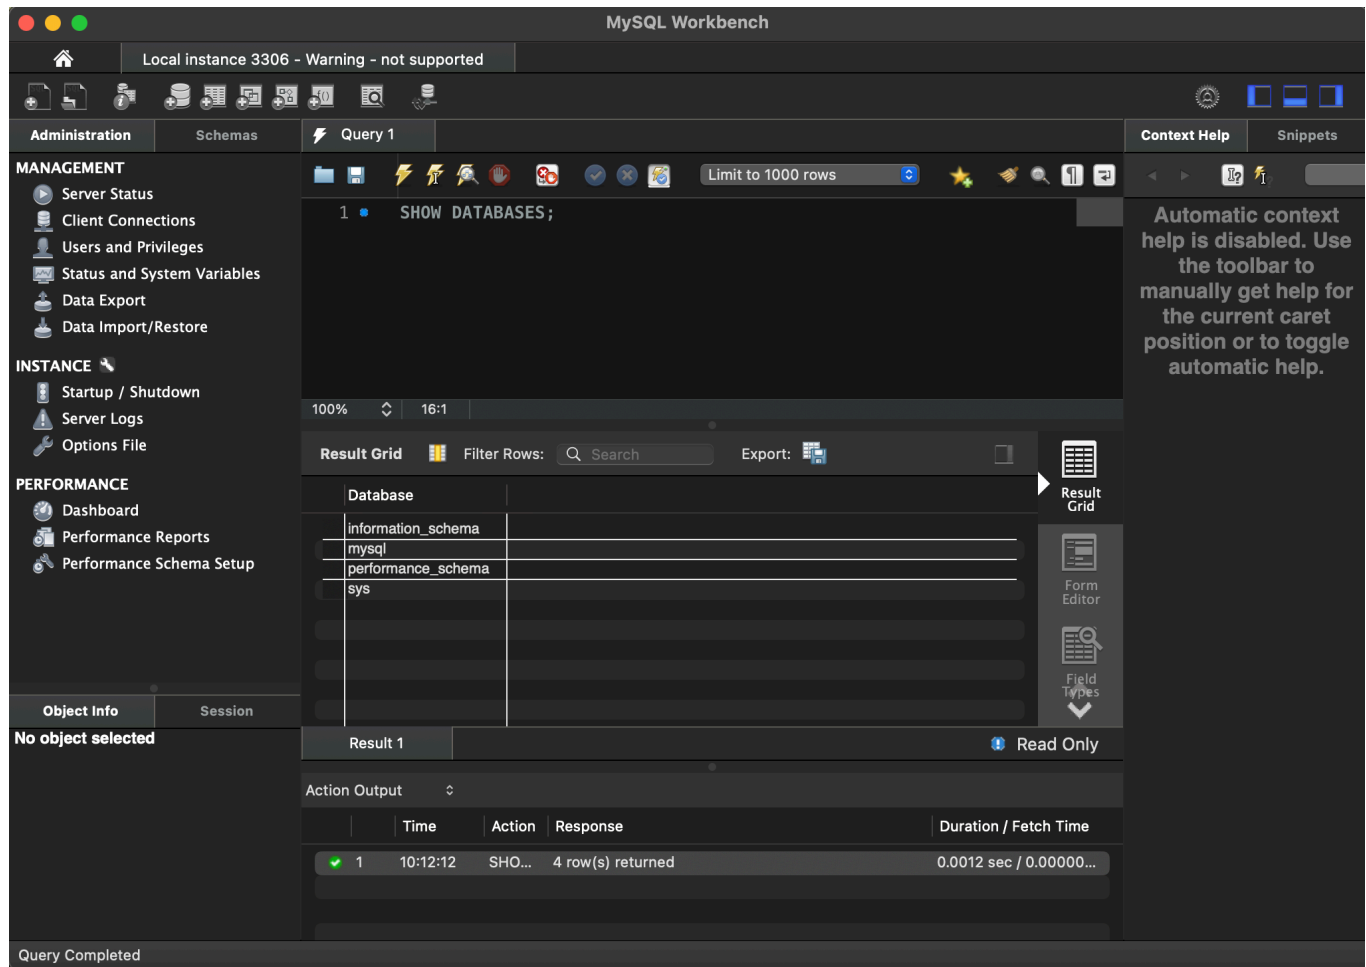 MySQL Workbench
Local instance 3306 - Warning - not supported
Administration
Schemas
MANAGEMENT
Server Status
Client Connections
Users and Privileges
Status and System Variables
Data Export
Data Import/Restore
INSTANCE
Startup / Shutdown
Server Logs
Options File
PERFORMANCE
Dashboard
Performance Reports
Performance Schema Setup
Object Info
Session
No object selected
Query 1
Limit to 1000 rows
1 SHOW DATABASES;
100% 16:1
Result Grid Filter Rows: Search Export:
Database
information_schema
mysql
performance_schema
sys
Result
Grid
Form
Editor
Field
Types
Result 1
Read Only
Action Output
Time Action Response Duration / Fetch Time
1 10:12:12 SHO... 4 row(s) returned 0.0012 sec / 0.00000...
Context Help
Snippets
Automatic context
help is disabled. Use
the toolbar to
manually get help for
the current caret
position or to toggle
automatic help.
Query Completed